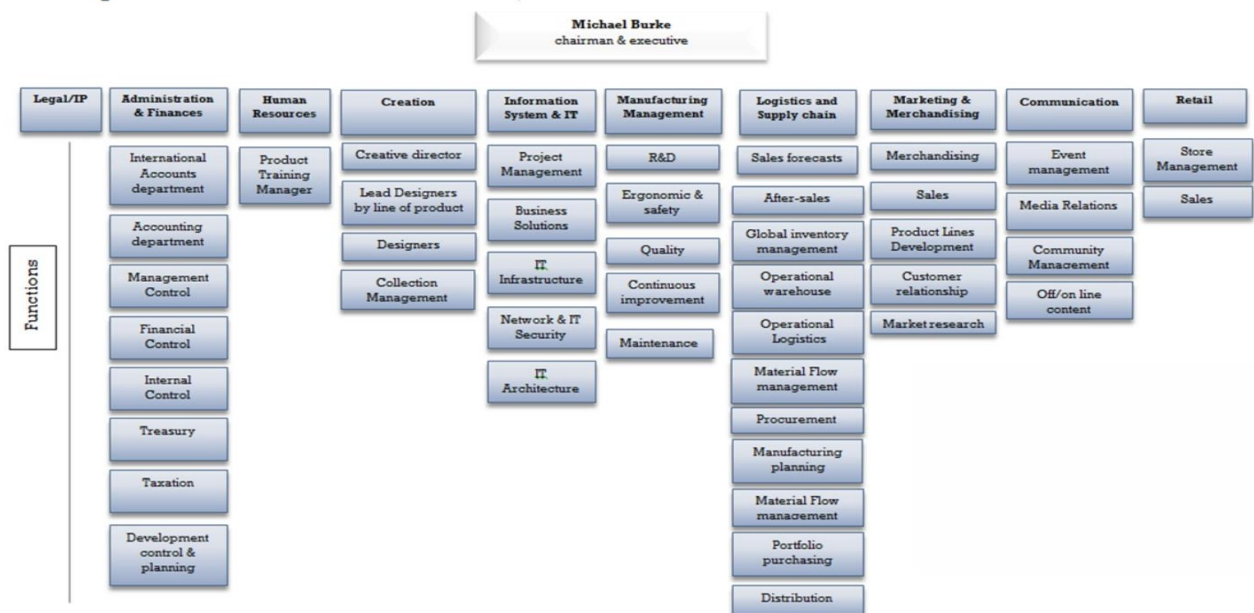 Michael Burke
chairman & executive
Legal/IP
Administration
& Finances
Human
Resources
Creation
Information
System & IT
Manufacturing
Management
Logistics and
Supply chain
Marketing &
Merchandising
Communication
Retail
Functions
International
Accounts
department
Accounting
department
Management
Control
Financial
Control
Internal
Control
Treasury
Taxation
Development
control &
planning
Product
Training
Manager
Creative director
Lead Designers
by line of product
Designers
Collection
Management
Project
Management
Business
Solutions
IT
Infrastructure
Network & IT
Security
IT
Architecture
R&D
Ergonomic &
safety
Quality
Continuous
improvement
Maintenance
Sales forecasts
After-sales
Global inventory
management
Operational
warehouse
Operational
Logistics
Material Flow
management
Procurement
Manufacturing
planning
Material Flow
management
Portfolio
purchasing
Distribution
Merchandising
Sales
Product Lines
Development
Customer
relationship
Market research
Event
management
Media Relations
Community
Management
Off/on line
content
Store
Management
Sales